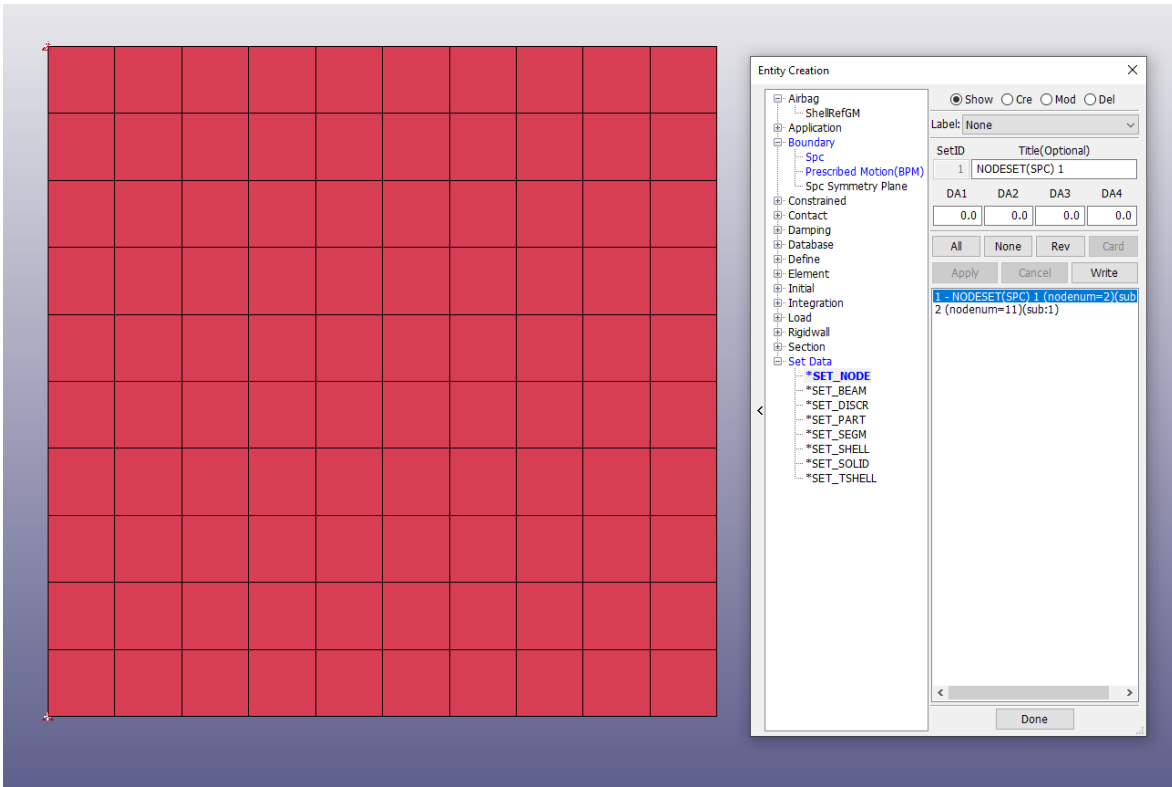 Entity Creation
Airbag
ShellRefGM
Application
Boundary
Spc
Prescribed Motion(BPM)
Spc Symmetry Plane
Constrained
Contact
Damping
Database
Define
Element
Initial
Integration
Load
Rigidwall
Section
Set Data
*SET_NODE
*SET_BEAM
*SET_DISCR
*SET_PART
*SET_SEGM
*SET_SHELL
*SET_SOLID
*SET_TSHELL
Show Cre Mod Del
Label: None
SetID Title(Optional)
1 NODESET(SPC) 1
DA1 DA2 DA3 DA4
0.0 0.0 0.0 0.0
All None Rev Card
Apply Cancel Write
1 - NODESET(SPC) 1 (nodenum=2)(sub
2 (nodenum=11)(sub:1)
Done